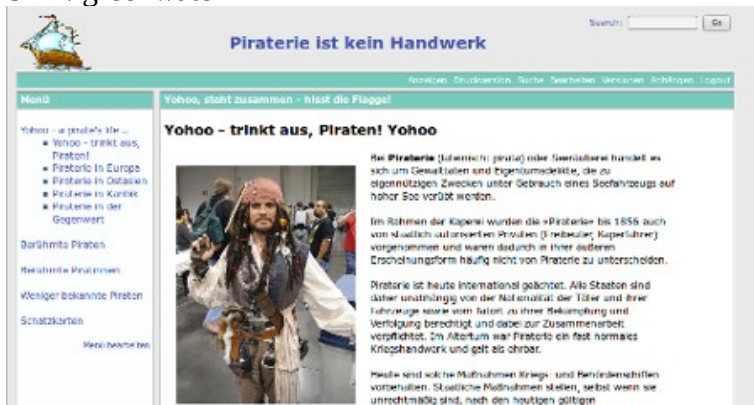 Search: Go
Piraterie ist kein Handwerk
Anzeigen Druckversion Suche Bearbeiten Versionen Anhängen Logout
Menü
Yohoo, steht zusammen - hisst die Flagge!
Yohoo - a pirate's life ...
Yohoo - trinkt aus,
Piraten!
Piraterie in Europa
Piraterie in Ostasien
Piraterie in Karibik
Piraterie in der
Gegenwart
Berühmte Piraten
Berühmte Piratinnen
Weniger bekannte Piraten
Schatzkarten
Menü bearbeiten
Yohoo - trinkt aus, Piraten! Yohoo
Bei Piraterie (lateinisch: pirata) oder Seeräuberei handelt es
sich um Gewalttaten und Eigentumsdelikte, die zu
eigennützigen Zwecken unter Gebrauch eines Seefahrzeugs auf
hoher See verübt werden.
Im Rahmen der Kaperei wurden die »Piraterie« bis 1856 auch
von staatlich autorisierten Privaten (Freibeuter, Kaperfahrer)
vorgenommen und waren dadurch in ihrer äußeren
Erscheinungsform häufig nicht von Piraterie zu unterscheiden.
Piraterie ist heute international geächtet. Alle Staaten sind
daher unabhängig von der Nationalität der Täter und ihrer
Fahrzeuge sowie vom Tatort zu ihrer Bekämpfung und
Verfolgung berechtigt und dabei zur Zusammenarbeit
verpflichtet. Im Altertum war Piraterie ein fast normales
Kriegshandwerk und galt als ehrbar.
Heute sind solche Maßnahmen Kriegs- und Behördenschiffen
vorbehalten. Staatliche Maßnahmen stellen, selbst wenn sie
unrechtmäßig sind, nach den heutigen gültigen